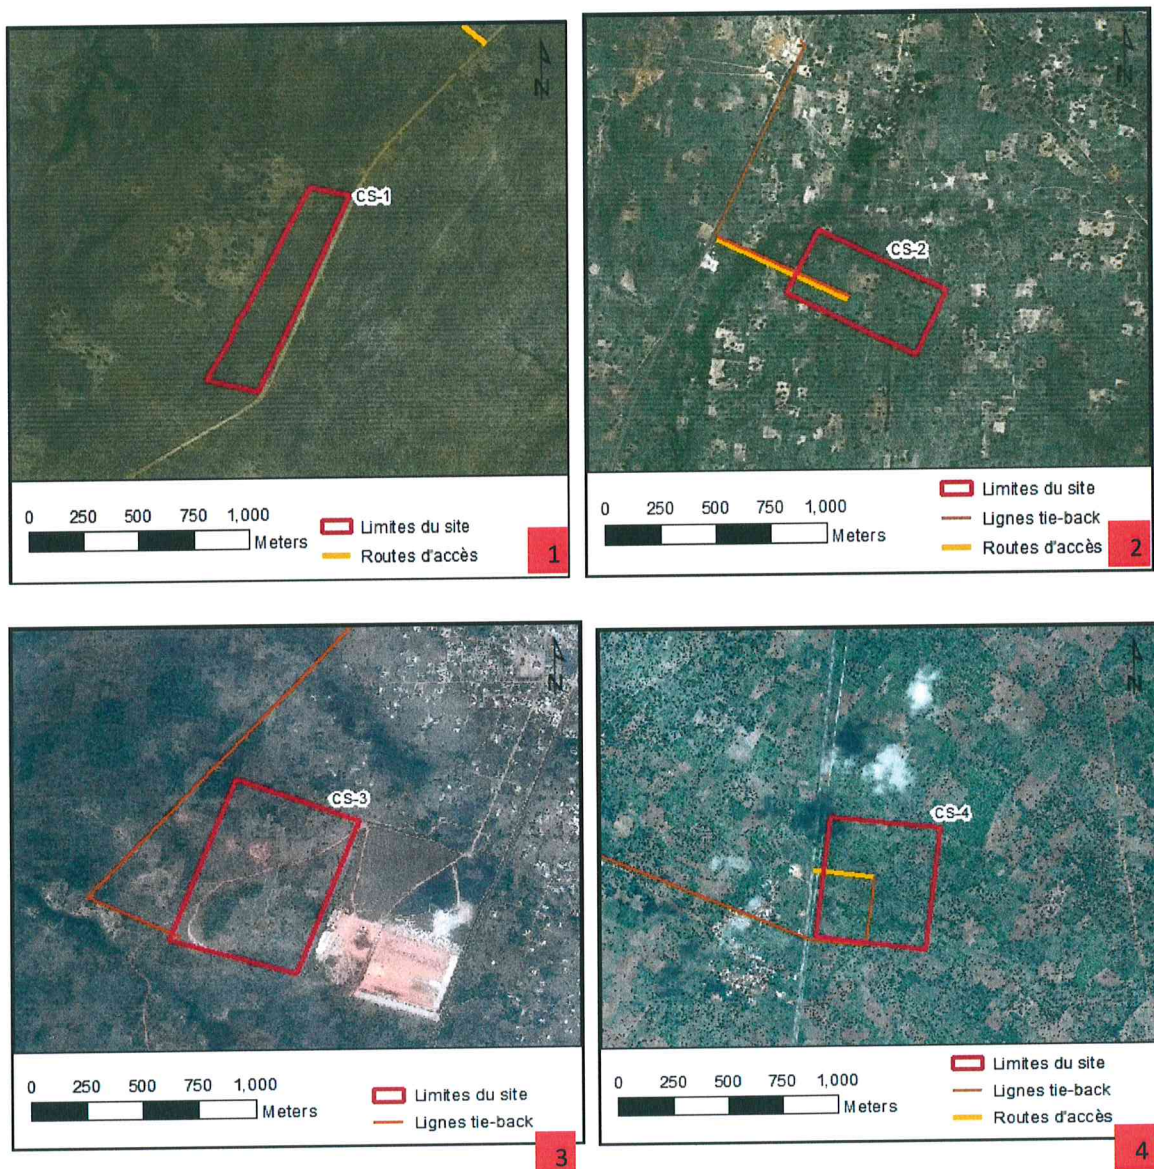 N
CS-1
0 250 500 750 1,000
Meters
Limites du site
Routes d'accès
1
N
CS-2
0 250 500 750 1,000
Meters
Limites du site
Lignes tie-back
Routes d'accès
2
N
CS-3
0 250 500 750 1,000
Meters
Limites du site
Lignes tie-back
3
N
CS-4
0 250 500 750 1,000
Meters
Limites du site
Lignes tie-back
Routes d'accès
4